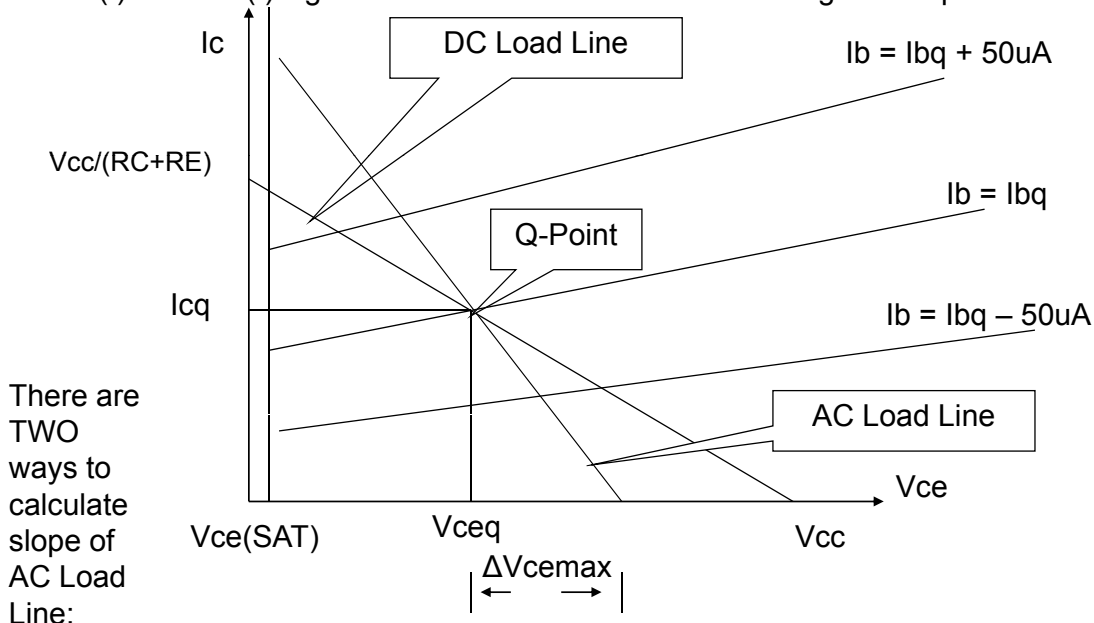 Ic
DC Load Line
Ib = Ibq + 50uA
Vcc/(RC+RE)
Ib = Ibq
Q-Point
Icq
Ib = Ibq – 50uA
There are
TWO
ways to
calculate
slope of
AC Load
Line:
AC Load Line
Vce
Vce(SAT)
Vceq
Vcc
ΔVcemax